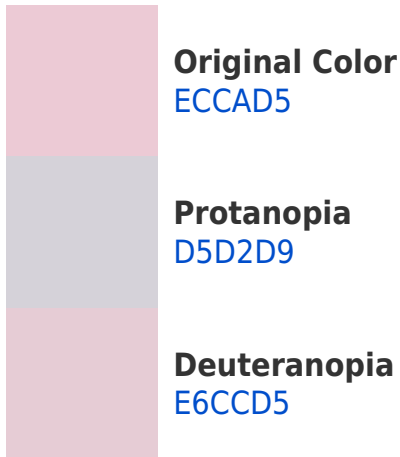 Original Color
ECCAD5
Protanopia
D5D2D9
Deuteranopia
E6CCD5